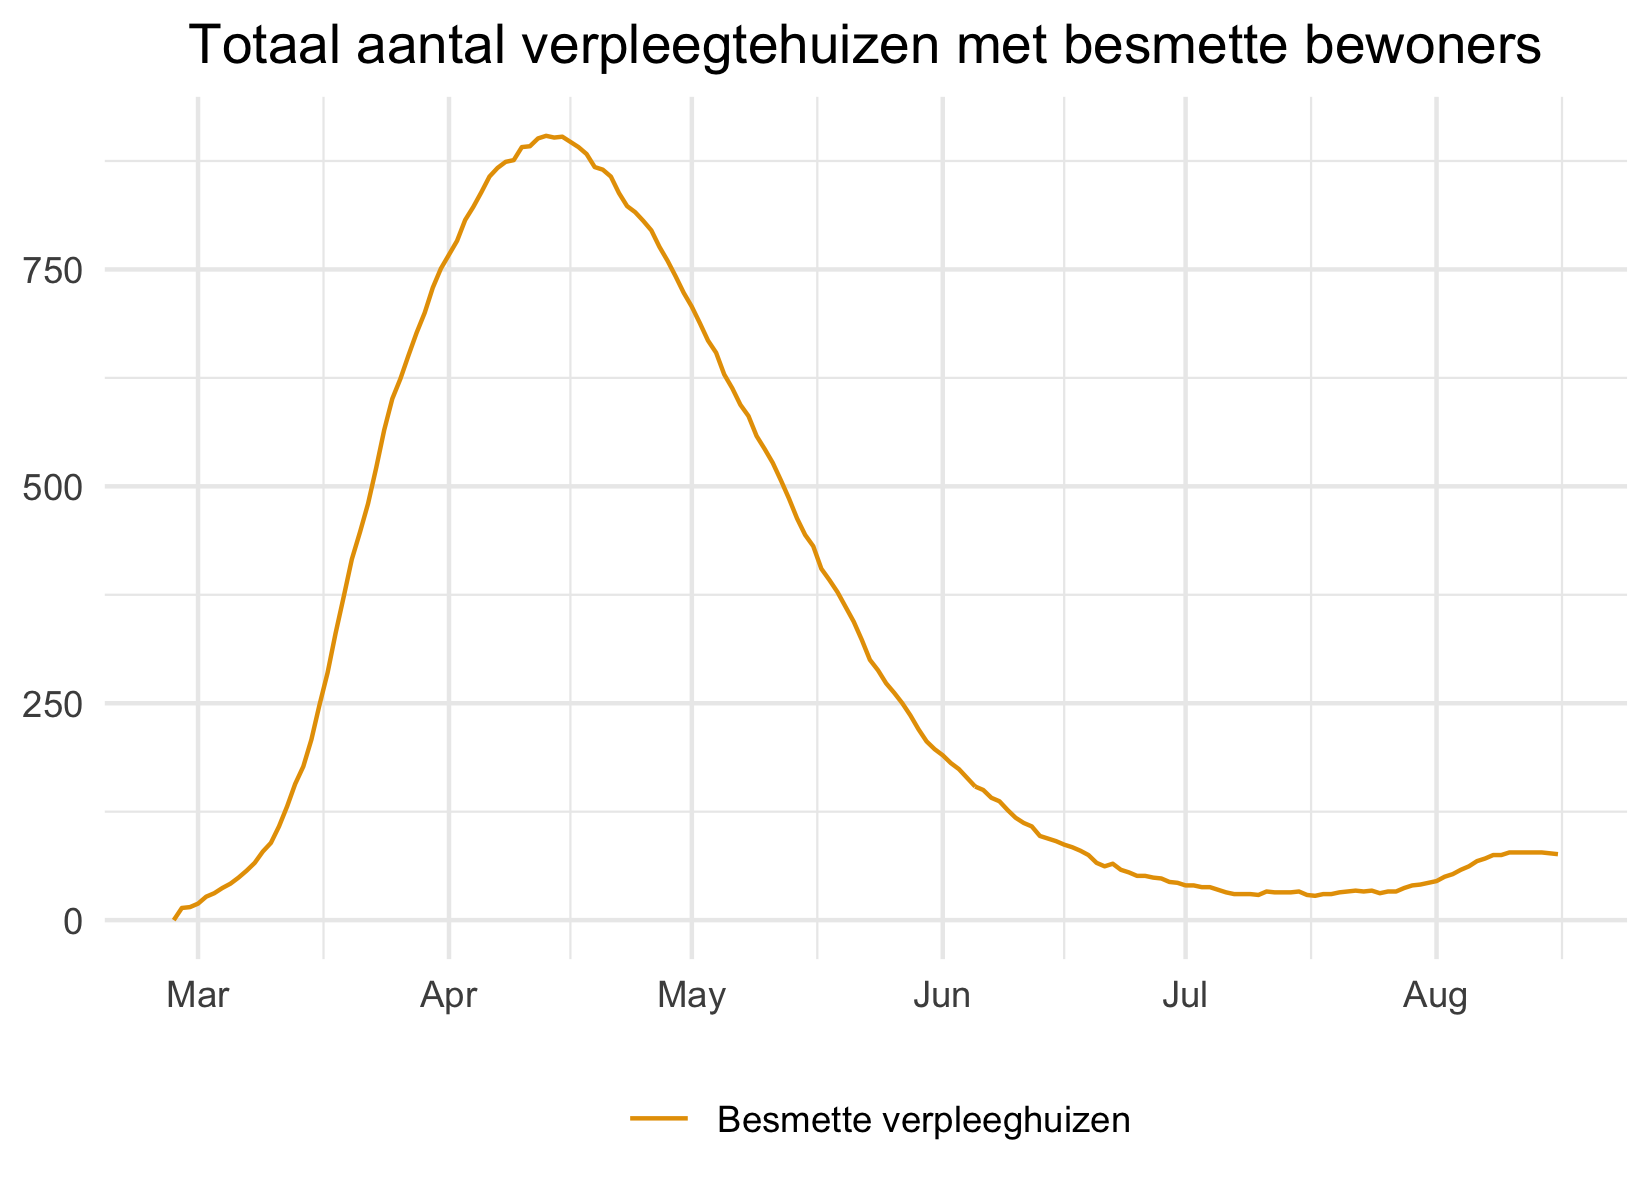 Totaal aantal verpleegtehuizen met besmette bewoners
750
500
250
0
Mar Apr May Jun Jul Aug
Besmette verpleeghuizen